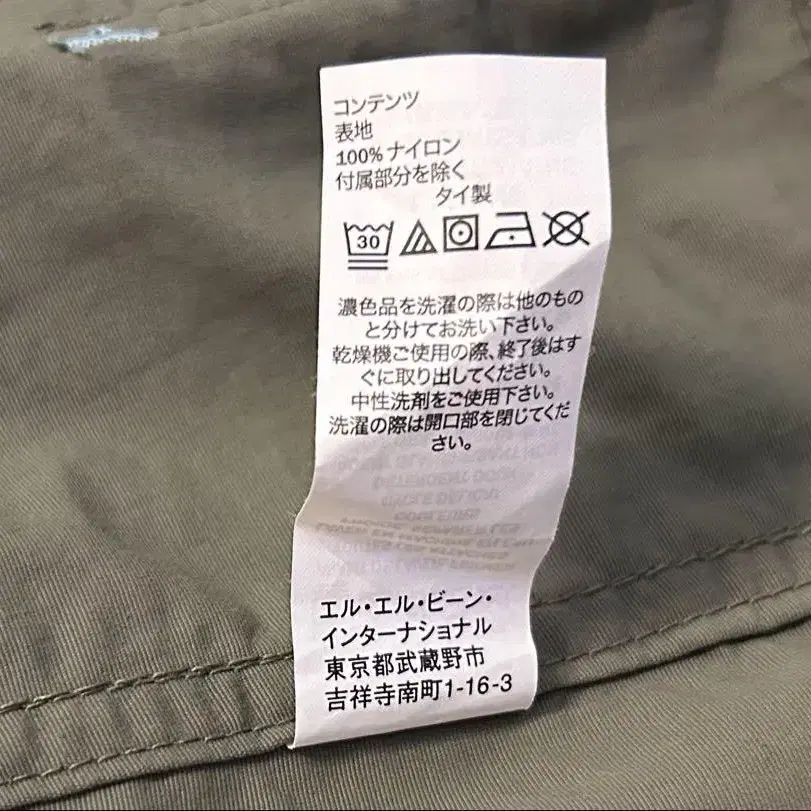 コンテンツ
表地
100% ナイロン
付属部分を除く
タイ製
30
濃色品を洗濯の際は他のもの
と分けてお洗い下さい。
乾燥機ご使用の際、終了後はす
ぐに取り出してください。
中性洗剤をご使用下さい。
洗濯の際は開口部を閉じてくだ
さい。
エル・エル・ビーン・
インターナショナル
東京都武蔵野市
吉祥寺南町1-16-3